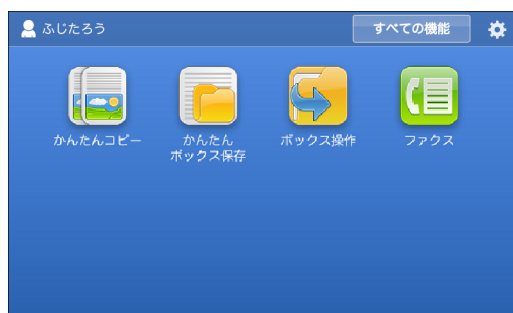 ふじたろう
すべての機能
かんたんコピー
かんたん
ボックス保存
ボックス操作
ファクス